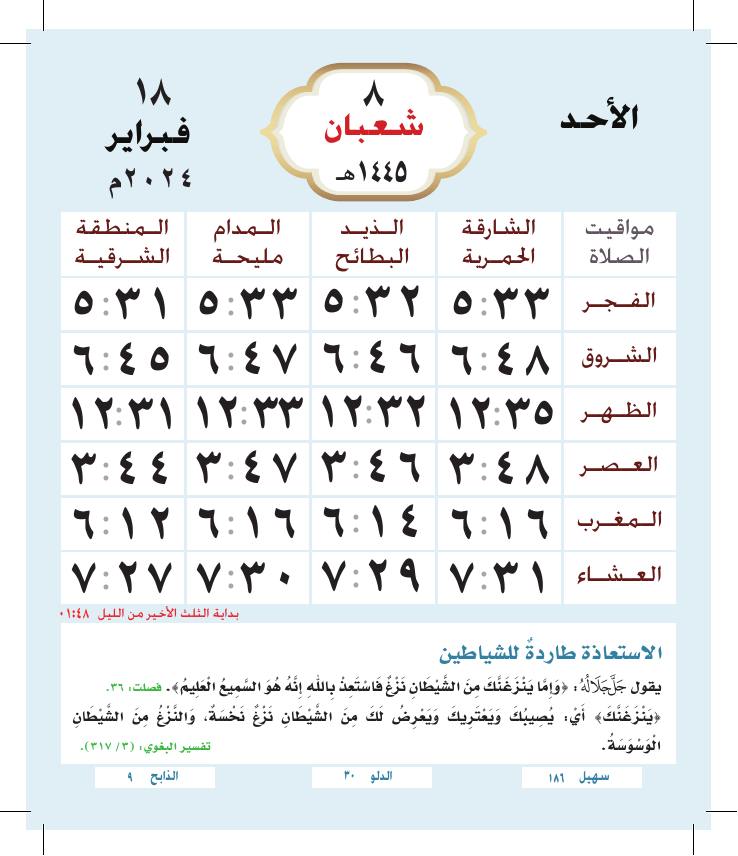 الأحد
٨
شعبان
١٤٤٥هـ
١٨
فبراير
٢٠٢٤م
مواقيت الصلاة | الشارقة الحمرية | الذيد البطائح | المدام مليحة | المنطقة الشرقية
الفجر ٥:٣٣ ٥:٣٢ ٥:٣٣ ٥:٣١
الشروق ٦:٤٨ ٦:٤٦ ٦:٤٧ ٦:٤٥
الظهر ١٢:٣٥ ١٢:٣٢ ١٢:٣٣ ١٢:٣١
العصر ٣:٤٨ ٣:٤٦ ٣:٤٧ ٣:٤٤
المغرب ٦:١٦ ٦:١٤ ٦:١٦ ٦:١٢
العشاء ٧:٣١ ٧:٢٩ ٧:٣٠ ٧:٢٧
بداية الثلث الأخير من الليل ٠١:٤٨
الاستعاذة طاردةٌ للشياطين
يقول جَلَّجَلَالُهُ: ﴿وَإِمَّا يَنْزَغَنَّكَ مِنَ الشَّيْطَانِ نَزْغٌ فَاسْتَعِذْ بِاللهِ إِنَّهُ هُوَ السَّمِيعُ الْعَلِيمُ﴾. فصلت: ٣٦.
﴿يَنْزَغَنَّكَ﴾ أَيْ: يُصِيبُكَ وَيَعْتَرِيكَ وَيَعْرِضُ لَكَ مِنَ الشَّيْطَانِ نَزْغٌ نَخْسَةٌ، وَالنَّزْغُ مِنَ الشَّيْطَانِ
الْوَسْوَسَةُ. تفسير البغوي: (٣/ ٣١٧).
سهيل ١٨٦
الدلو ٣٠
الذابح ٩